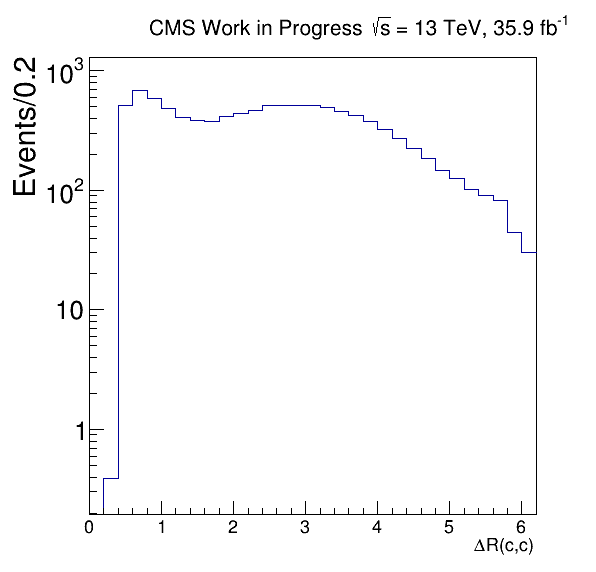 CMS Work in Progress √s = 13 TeV, 35.9 fb⁻¹
Events/0.2
10³
10²
10
1
0 1 2 3 4 5 6
ΔR(c,c)